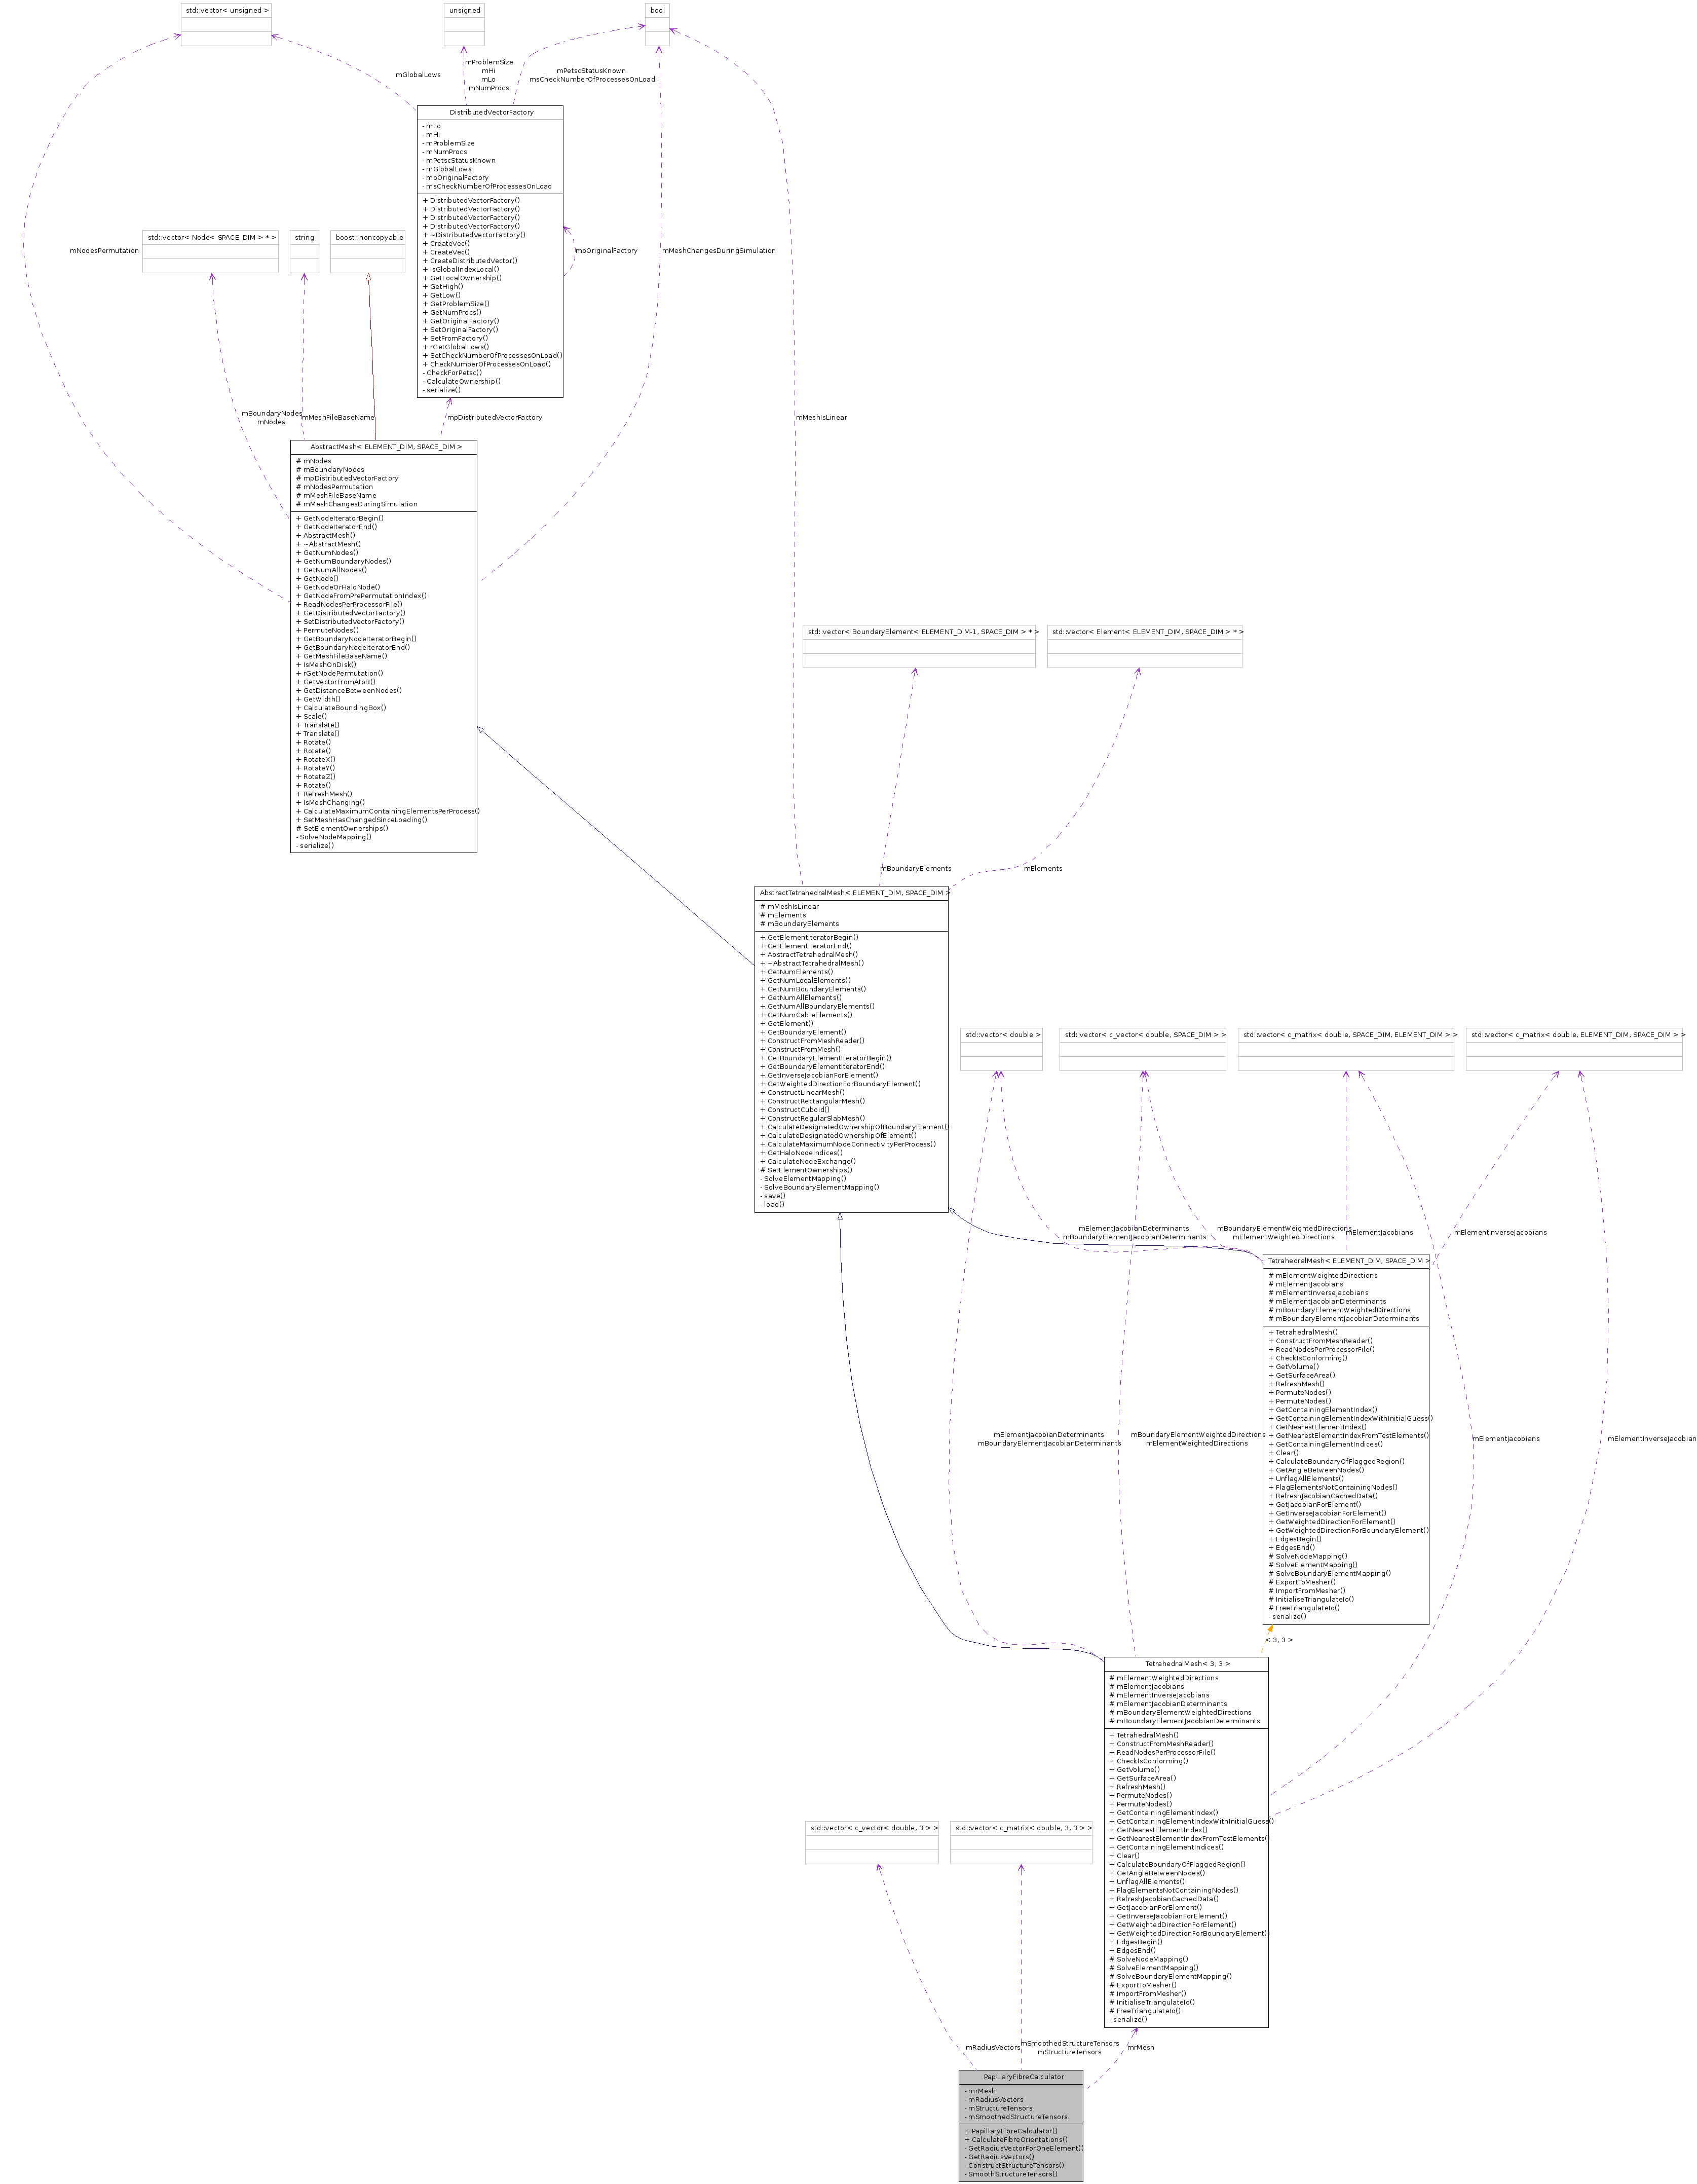 std::vector< unsigned >
unsigned
bool
mGlobalLows
mProblemSize
mHi
mLo
mNumProcs
mPetscStatusKnown
msCheckNumberOfProcessesOnLoad
DistributedVectorFactory
- mLo
- mHi
- mProblemSize
- mNumProcs
- mPetscStatusKnown
- mGlobalLows
- mpOriginalFactory
- msCheckNumberOfProcessesOnLoad
+ DistributedVectorFactory()
+ DistributedVectorFactory()
+ DistributedVectorFactory()
+ DistributedVectorFactory()
+ ~DistributedVectorFactory()
+ CreateVec()
+ CreateVec()
+ CreateDistributedVector()
+ IsGlobalIndexLocal()
+ GetLocalOwnership()
+ GetHigh()
+ GetLow()
+ GetProblemSize()
+ GetNumProcs()
+ GetOriginalFactory()
+ SetOriginalFactory()
+ SetFromFactory()
+ rGetGlobalLows()
+ SetCheckNumberOfProcessesOnLoad()
+ CheckNumberOfProcessesOnLoad()
- CheckForPetsc()
- CalculateOwnership()
- serialize()
std::vector< Node< SPACE_DIM > * >
string
boost::noncopyable
mNodesPermutation
mpOriginalFactory
mMeshChangesDuringSimulation
mBoundaryNodes
mNodes
mMeshFileBaseName
mpDistributedVectorFactory
mMeshIsLinear
AbstractMesh< ELEMENT_DIM, SPACE_DIM >
# mNodes
# mBoundaryNodes
# mpDistributedVectorFactory
# mNodesPermutation
# mMeshFileBaseName
# mMeshChangesDuringSimulation
+ GetNodeIteratorBegin()
+ GetNodeIteratorEnd()
+ AbstractMesh()
+ ~AbstractMesh()
+ GetNumNodes()
+ GetNumBoundaryNodes()
+ GetNumAllNodes()
+ GetNode()
+ GetNodeOrHaloNode()
+ GetNodeFromPrePermutationIndex()
+ ReadNodesPerProcessorFile()
+ GetDistributedVectorFactory()
+ SetDistributedVectorFactory()
+ PermuteNodes()
+ GetBoundaryNodeIteratorBegin()
+ GetBoundaryNodeIteratorEnd()
+ GetMeshFileBaseName()
+ IsMeshOnDisk()
+ rGetNodePermutation()
+ GetVectorFromAtoB()
+ GetDistanceBetweenNodes()
+ GetWidth()
+ CalculateBoundingBox()
+ Scale()
+ Translate()
+ Translate()
+ Rotate()
+ Rotate()
+ RotateX()
+ RotateY()
+ RotateZ()
+ Rotate()
+ RefreshMesh()
+ IsMeshChanging()
+ CalculateMaximumContainingElementsPerProcess()
+ SetMeshHasChangedSinceLoading()
# SetElementOwnerships()
- SolveNodeMapping()
- serialize()
std::vector< BoundaryElement< ELEMENT_DIM-1, SPACE_DIM > * >
std::vector< Element< ELEMENT_DIM, SPACE_DIM > * >
mBoundaryElements
mElements
AbstractTetrahedralMesh< ELEMENT_DIM, SPACE_DIM >
# mMeshIsLinear
# mElements
# mBoundaryElements
+ GetElementIteratorBegin()
+ GetElementIteratorEnd()
+ AbstractTetrahedralMesh()
+ ~AbstractTetrahedralMesh()
+ GetNumElements()
+ GetNumLocalElements()
+ GetNumBoundaryElements()
+ GetNumAllElements()
+ GetNumAllBoundaryElements()
+ GetNumCableElements()
+ GetElement()
+ GetBoundaryElement()
+ ConstructFromMeshReader()
+ ConstructFromMesh()
+ GetBoundaryElementIteratorBegin()
+ GetBoundaryElementIteratorEnd()
+ GetInverseJacobianForElement()
+ GetWeightedDirectionForBoundaryElement()
+ ConstructLinearMesh()
+ ConstructRectangularMesh()
+ ConstructCuboid()
+ ConstructRegularSlabMesh()
+ CalculateDesignatedOwnershipOfBoundaryElement()
+ CalculateDesignatedOwnershipOfElement()
+ CalculateMaximumNodeConnectivityPerProcess()
+ GetHaloNodeIndices()
+ CalculateNodeExchange()
# SetElementOwnerships()
- SolveElementMapping()
- SolveBoundaryElementMapping()
- save()
- load()
std::vector< double >
std::vector< c_vector< double, SPACE_DIM > >
std::vector< c_matrix< double, SPACE_DIM, ELEMENT_DIM > >
std::vector< c_matrix< double, ELEMENT_DIM, SPACE_DIM > >
mElementJacobianDeterminants
mBoundaryElementJacobianDeterminants
mBoundaryElementWeightedDirections
mElementWeightedDirections
mElementJacobians
mElementInverseJacobians
TetrahedralMesh< ELEMENT_DIM, SPACE_DIM >
# mElementWeightedDirections
# mElementJacobians
# mElementInverseJacobians
# mElementJacobianDeterminants
# mBoundaryElementWeightedDirections
# mBoundaryElementJacobianDeterminants
+ TetrahedralMesh()
+ ConstructFromMeshReader()
+ ReadNodesPerProcessorFile()
+ CheckIsConforming()
+ GetVolume()
+ GetSurfaceArea()
+ RefreshMesh()
+ PermuteNodes()
+ PermuteNodes()
+ GetContainingElementIndex()
+ GetContainingElementIndexWithInitialGuess()
+ GetNearestElementIndex()
+ GetNearestElementIndexFromTestElements()
+ GetContainingElementIndices()
+ Clear()
+ CalculateBoundaryOfFlaggedRegion()
+ GetAngleBetweenNodes()
+ UnflagAllElements()
+ FlagElementsNotContainingNodes()
+ RefreshJacobianCachedData()
+ GetJacobianForElement()
+ GetInverseJacobianForElement()
+ GetWeightedDirectionForElement()
+ GetWeightedDirectionForBoundaryElement()
+ EdgesBegin()
+ EdgesEnd()
# SolveNodeMapping()
# SolveElementMapping()
# SolveBoundaryElementMapping()
# ExportToMesher()
# ImportFromMesher()
# InitialiseTriangulateIo()
# FreeTriangulateIo()
- serialize()
mElementJacobianDeterminants
mBoundaryElementJacobianDeterminants
mBoundaryElementWeightedDirections
mElementWeightedDirections
mElementJacobians
mElementInverseJacobian
< 3, 3 >
TetrahedralMesh< 3, 3 >
# mElementWeightedDirections
# mElementJacobians
# mElementInverseJacobians
# mElementJacobianDeterminants
# mBoundaryElementWeightedDirections
# mBoundaryElementJacobianDeterminants
+ TetrahedralMesh()
+ ConstructFromMeshReader()
+ ReadNodesPerProcessorFile()
+ CheckIsConforming()
+ GetVolume()
+ GetSurfaceArea()
+ RefreshMesh()
+ PermuteNodes()
+ PermuteNodes()
+ GetContainingElementIndex()
+ GetContainingElementIndexWithInitialGuess()
+ GetNearestElementIndex()
+ GetNearestElementIndexFromTestElements()
+ GetContainingElementIndices()
+ Clear()
+ CalculateBoundaryOfFlaggedRegion()
+ GetAngleBetweenNodes()
+ UnflagAllElements()
+ FlagElementsNotContainingNodes()
+ RefreshJacobianCachedData()
+ GetJacobianForElement()
+ GetInverseJacobianForElement()
+ GetWeightedDirectionForElement()
+ GetWeightedDirectionForBoundaryElement()
+ EdgesBegin()
+ EdgesEnd()
# SolveNodeMapping()
# SolveElementMapping()
# SolveBoundaryElementMapping()
# ExportToMesher()
# ImportFromMesher()
# InitialiseTriangulateIo()
# FreeTriangulateIo()
- serialize()
std::vector< c_vector< double, 3 > >
std::vector< c_matrix< double, 3, 3 > >
mRadiusVectors
mSmoothedStructureTensors
mStructureTensors
mrMesh
PapillaryFibreCalculator
- mrMesh
- mRadiusVectors
- mStructureTensors
- mSmoothedStructureTensors
+ PapillaryFibreCalculator()
+ CalculateFibreOrientations()
- GetRadiusVectorForOneElement()
- GetRadiusVectors()
- ConstructStructureTensors()
- SmoothStructureTensors()